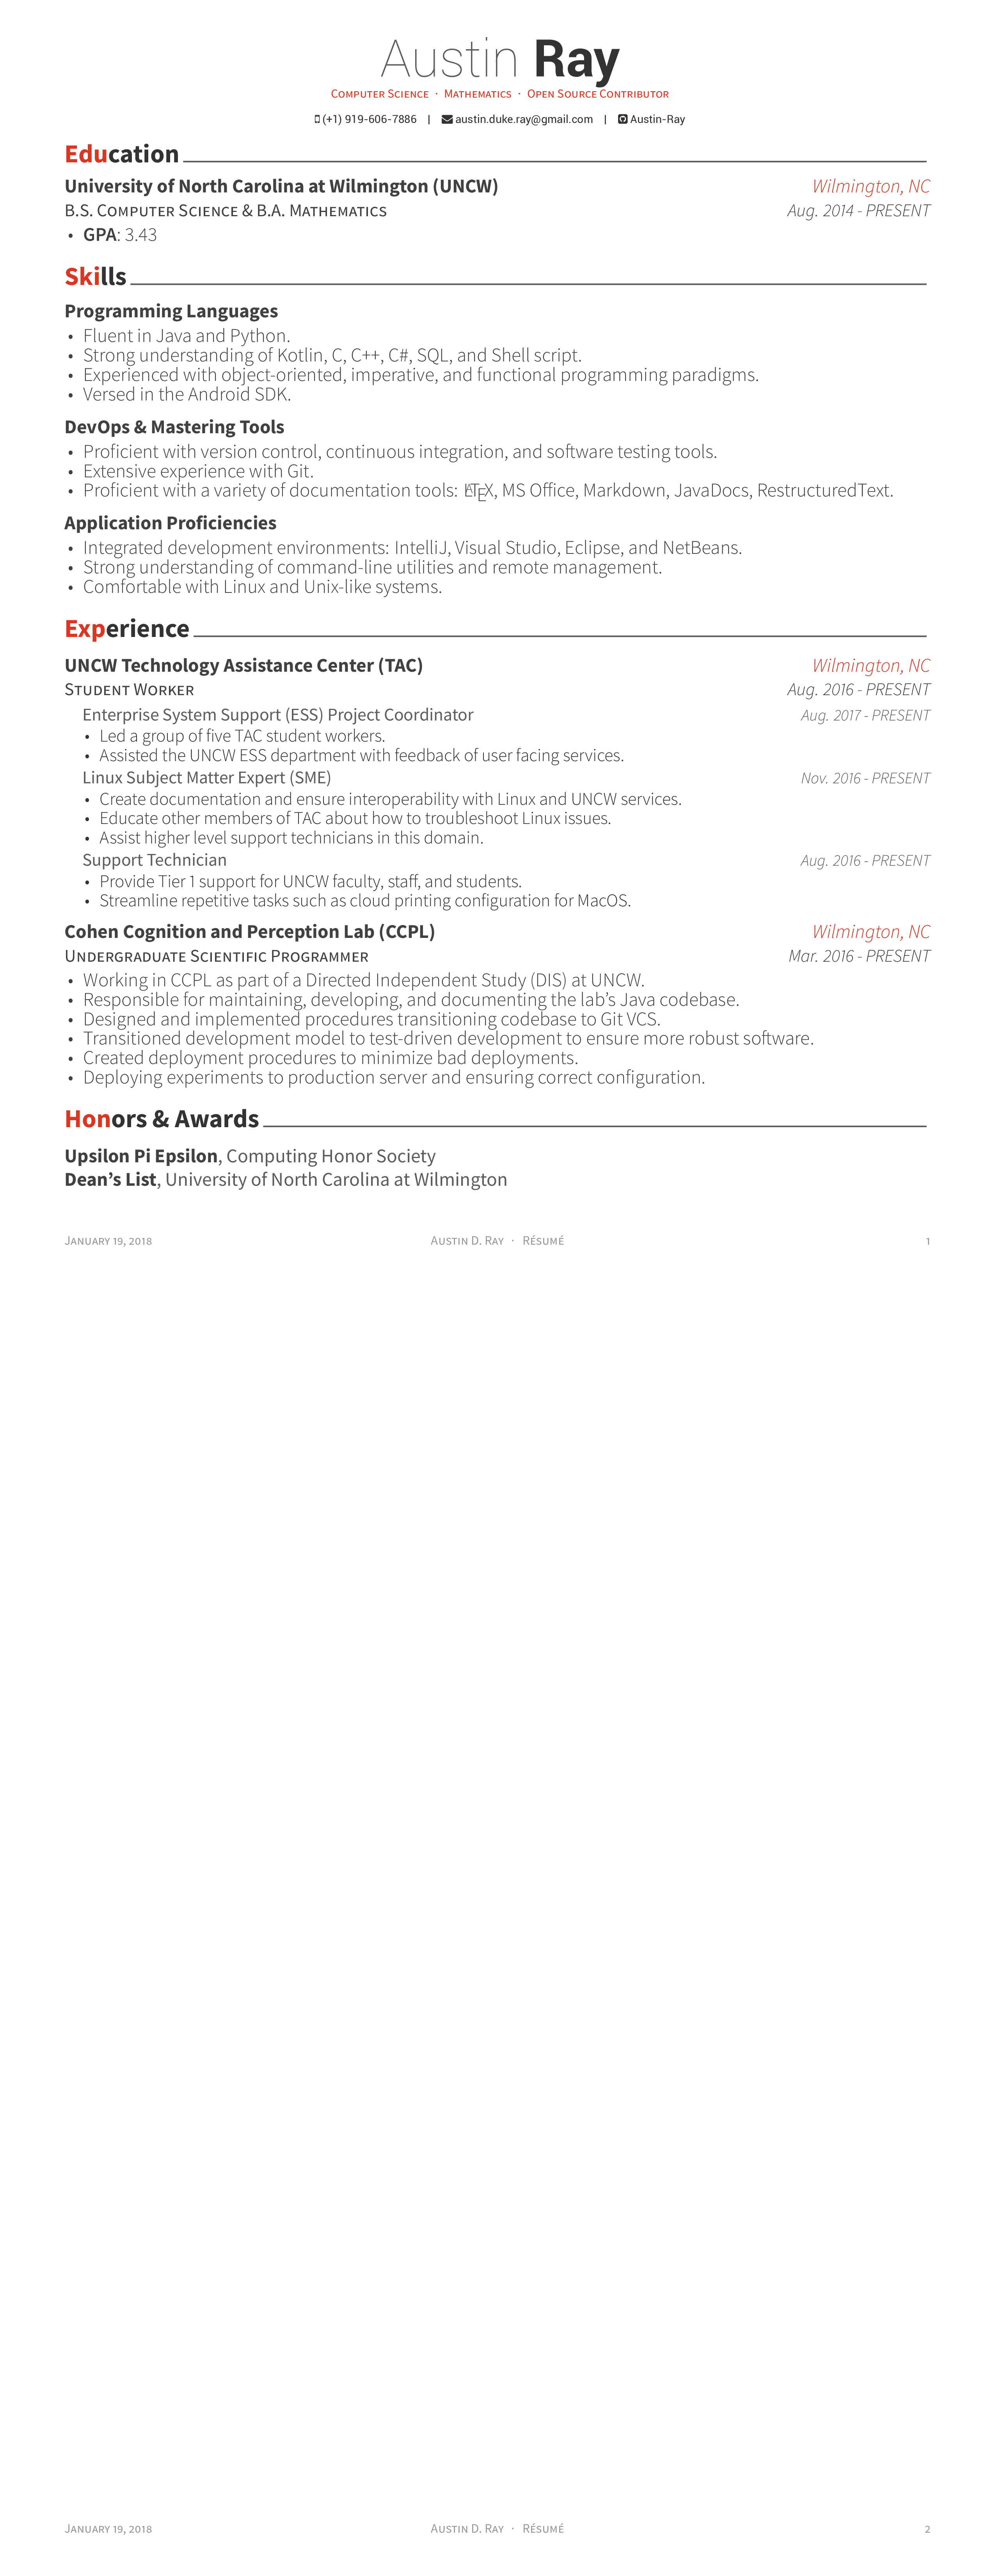 Austin Ray
Computer Science · Mathematics · Open Source Contributor
(+1) 919-606-7886 | austin.duke.ray@gmail.com | Austin-Ray
Education
University of North Carolina at Wilmington (UNCW) Wilmington, NC
B.S. Computer Science & B.A. Mathematics Aug. 2014 - PRESENT
• GPA: 3.43
Skills
Programming Languages
• Fluent in Java and Python.
• Strong understanding of Kotlin, C, C++, C#, SQL, and Shell script.
• Experienced with object-oriented, imperative, and functional programming paradigms.
• Versed in the Android SDK.
DevOps & Mastering Tools
• Proficient with version control, continuous integration, and software testing tools.
• Extensive experience with Git.
• Proficient with a variety of documentation tools: LATEX, MS Office, Markdown, JavaDocs, RestructuredText.
Application Proficiencies
• Integrated development environments: IntelliJ, Visual Studio, Eclipse, and NetBeans.
• Strong understanding of command-line utilities and remote management.
• Comfortable with Linux and Unix-like systems.
Experience
UNCW Technology Assistance Center (TAC) Wilmington, NC
Student Worker Aug. 2016 - PRESENT
Enterprise System Support (ESS) Project Coordinator Aug. 2017 - PRESENT
• Led a group of five TAC student workers.
• Assisted the UNCW ESS department with feedback of user facing services.
Linux Subject Matter Expert (SME) Nov. 2016 - PRESENT
• Create documentation and ensure interoperability with Linux and UNCW services.
• Educate other members of TAC about how to troubleshoot Linux issues.
• Assist higher level support technicians in this domain.
Support Technician Aug. 2016 - PRESENT
• Provide Tier 1 support for UNCW faculty, staff, and students.
• Streamline repetitive tasks such as cloud printing configuration for MacOS.
Cohen Cognition and Perception Lab (CCPL) Wilmington, NC
Undergraduate Scientific Programmer Mar. 2016 - PRESENT
• Working in CCPL as part of a Directed Independent Study (DIS) at UNCW.
• Responsible for maintaining, developing, and documenting the lab's Java codebase.
• Designed and implemented procedures transitioning codebase to Git VCS.
• Transitioned development model to test-driven development to ensure more robust software.
• Created deployment procedures to minimize bad deployments.
• Deploying experiments to production server and ensuring correct configuration.
Honors & Awards
Upsilon Pi Epsilon, Computing Honor Society
Dean's List, University of North Carolina at Wilmington
January 19, 2018 Austin D. Ray · Résumé 1
January 19, 2018 Austin D. Ray · Résumé 2